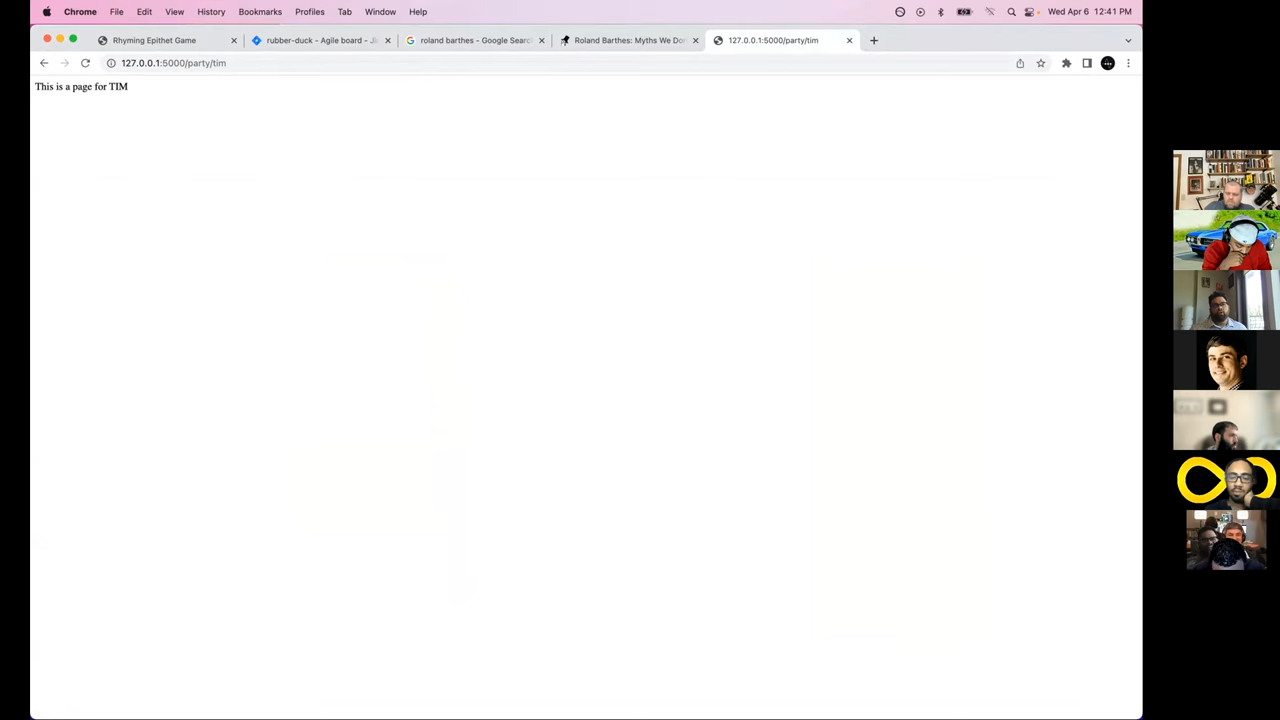 Chrome File Edit View History Bookmarks Profiles Tab Window Help Wed Apr 6 12:41 PM
Rhyming Epithet Game rubber-duck - Agile board - Ji roland barthes - Google Search Roland Barthes: Myths We Don 127.0.0.1:5000/party/tim
127.0.0.1:5000/party/tim
This is a page for TIM